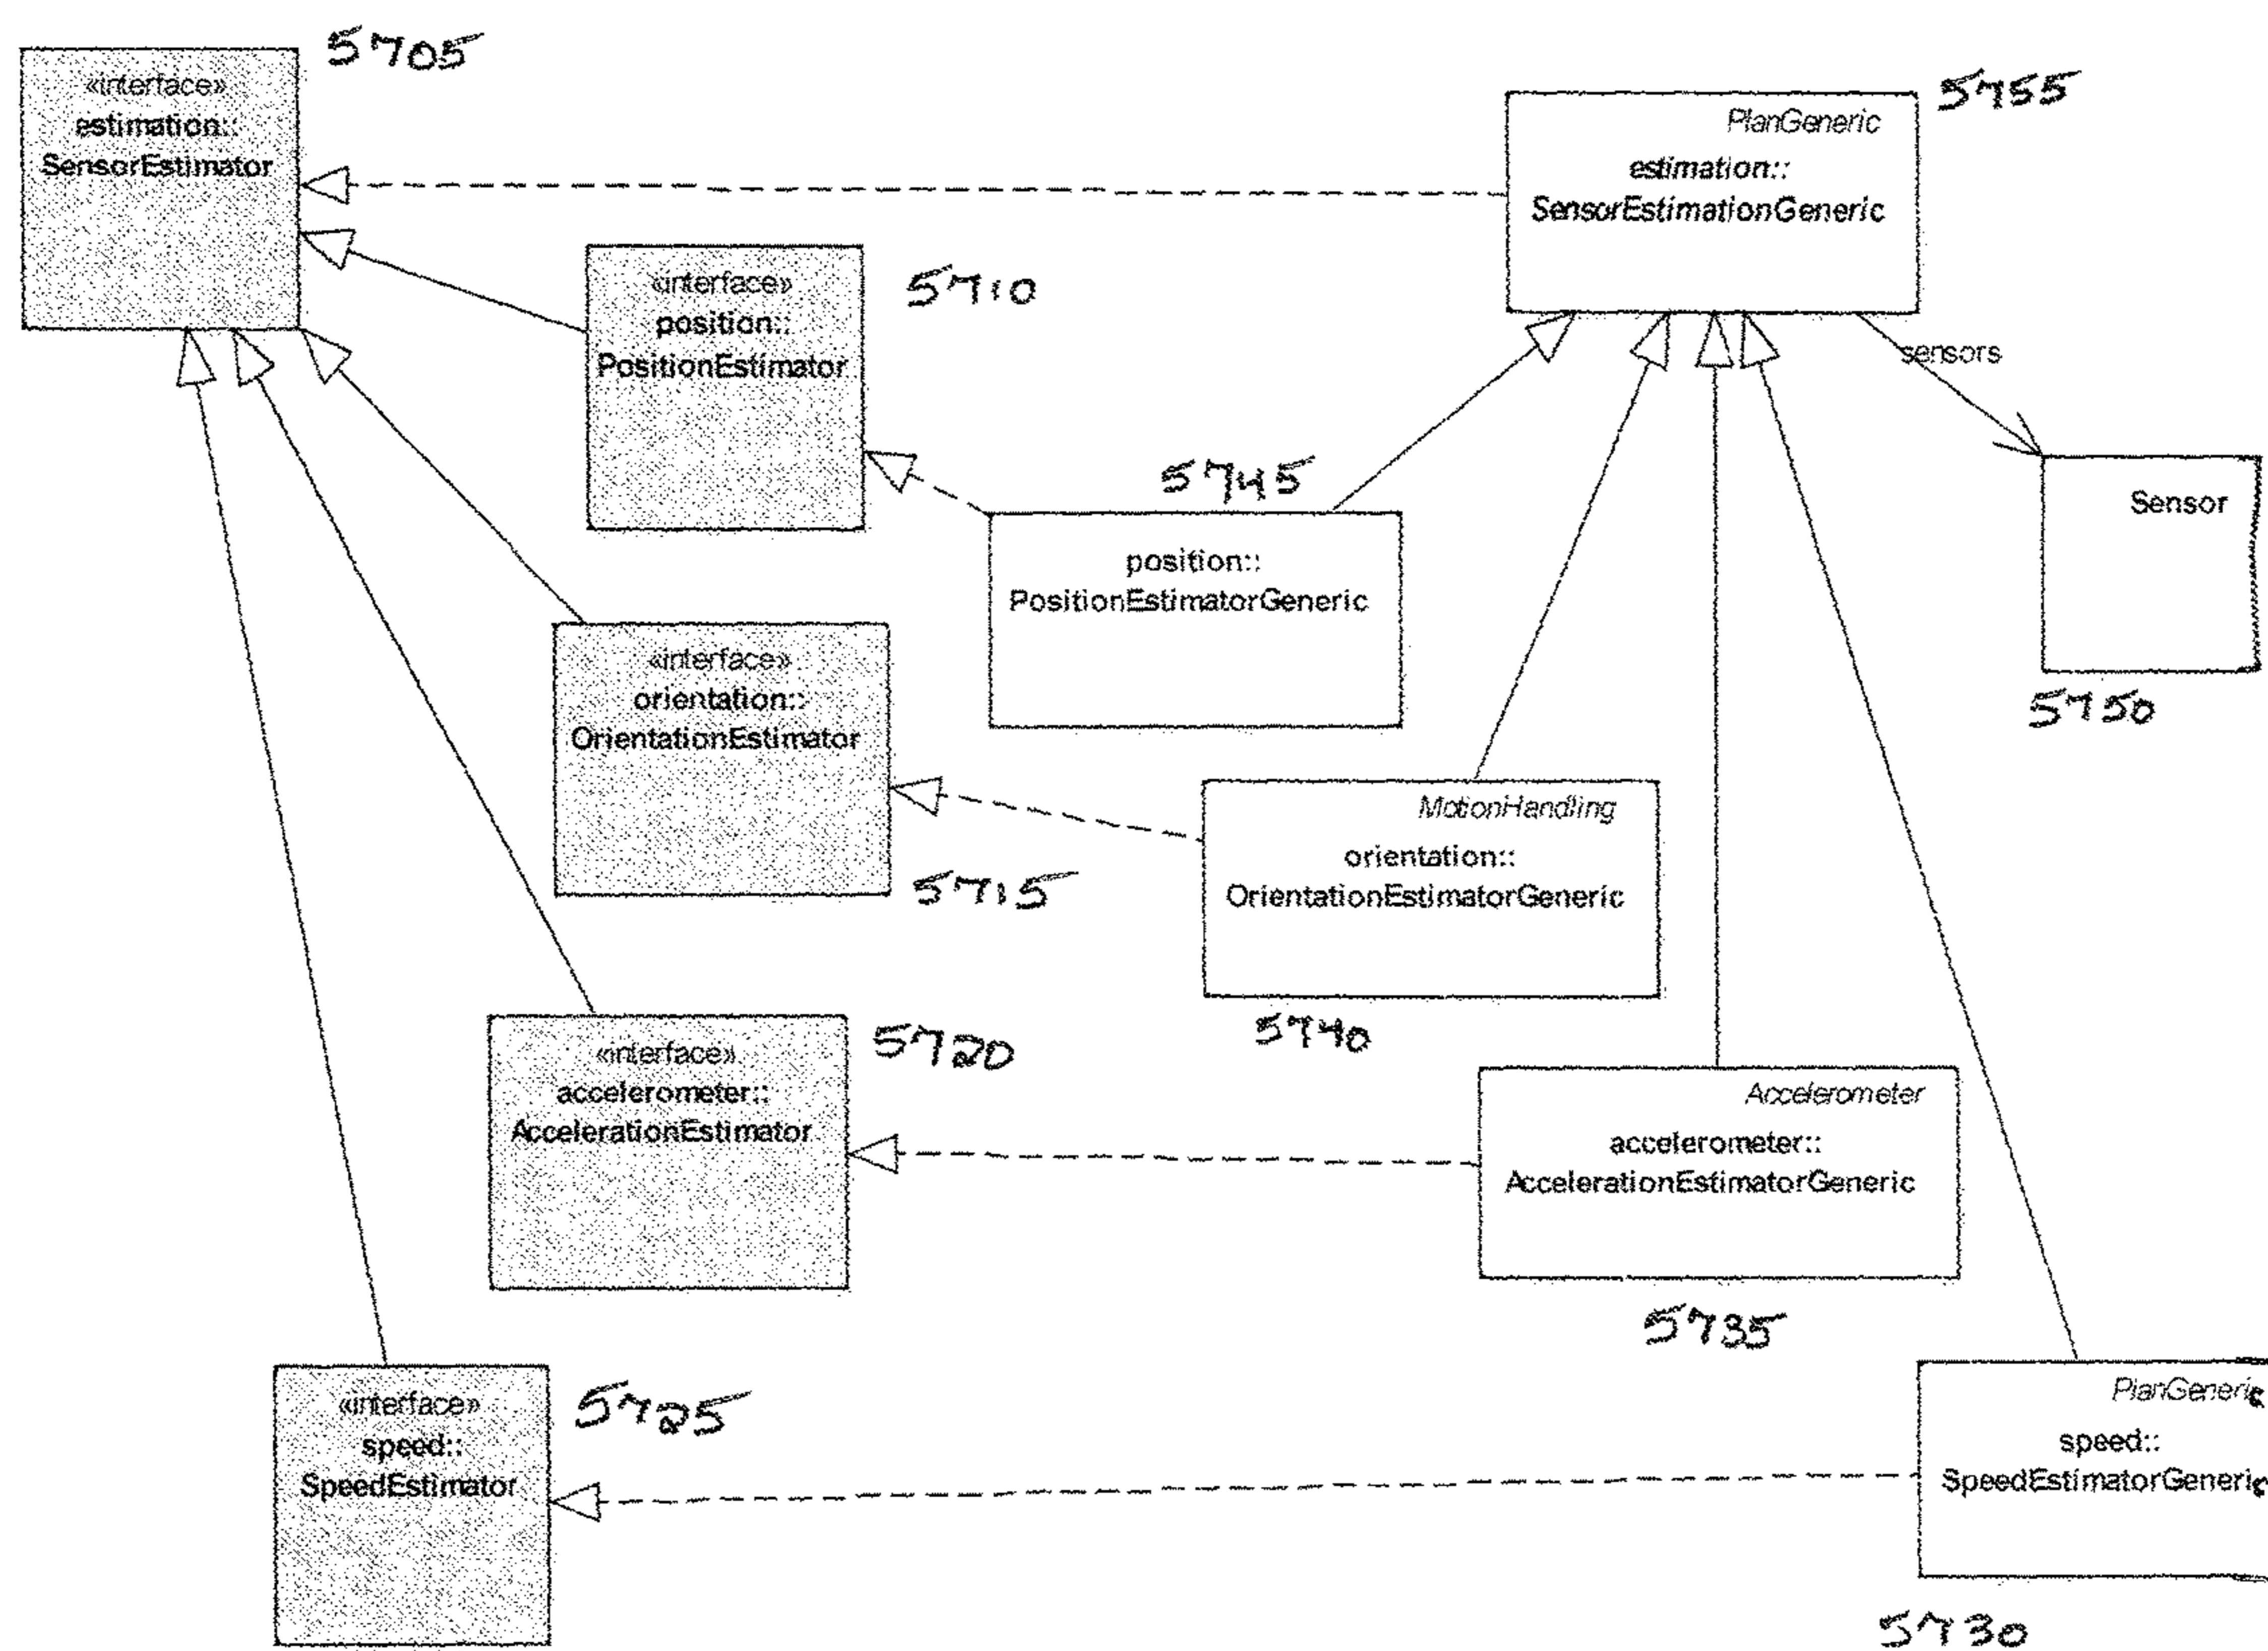 5705
«interface»
estimation::
SensorEstimator
5755
PlanGeneric
estimation::
SensorEstimationGeneric
«interface»
position::
PositionEstimator
5710
sensors
5745
Sensor
position::
PositionEstimatorGeneric
5750
«interface»
orientation::
OrientationEstimator
5715
MotionHandling
orientation::
OrientationEstimatorGeneric
5740
«interface»
accelerometer::
AccelerationEstimator
5720
Accelerometer
accelerometer::
AccelerationEstimatorGeneric
5735
«interface»
speed::
SpeedEstimator
5725
PlanGeneric
speed::
SpeedEstimatorGeneric
5730